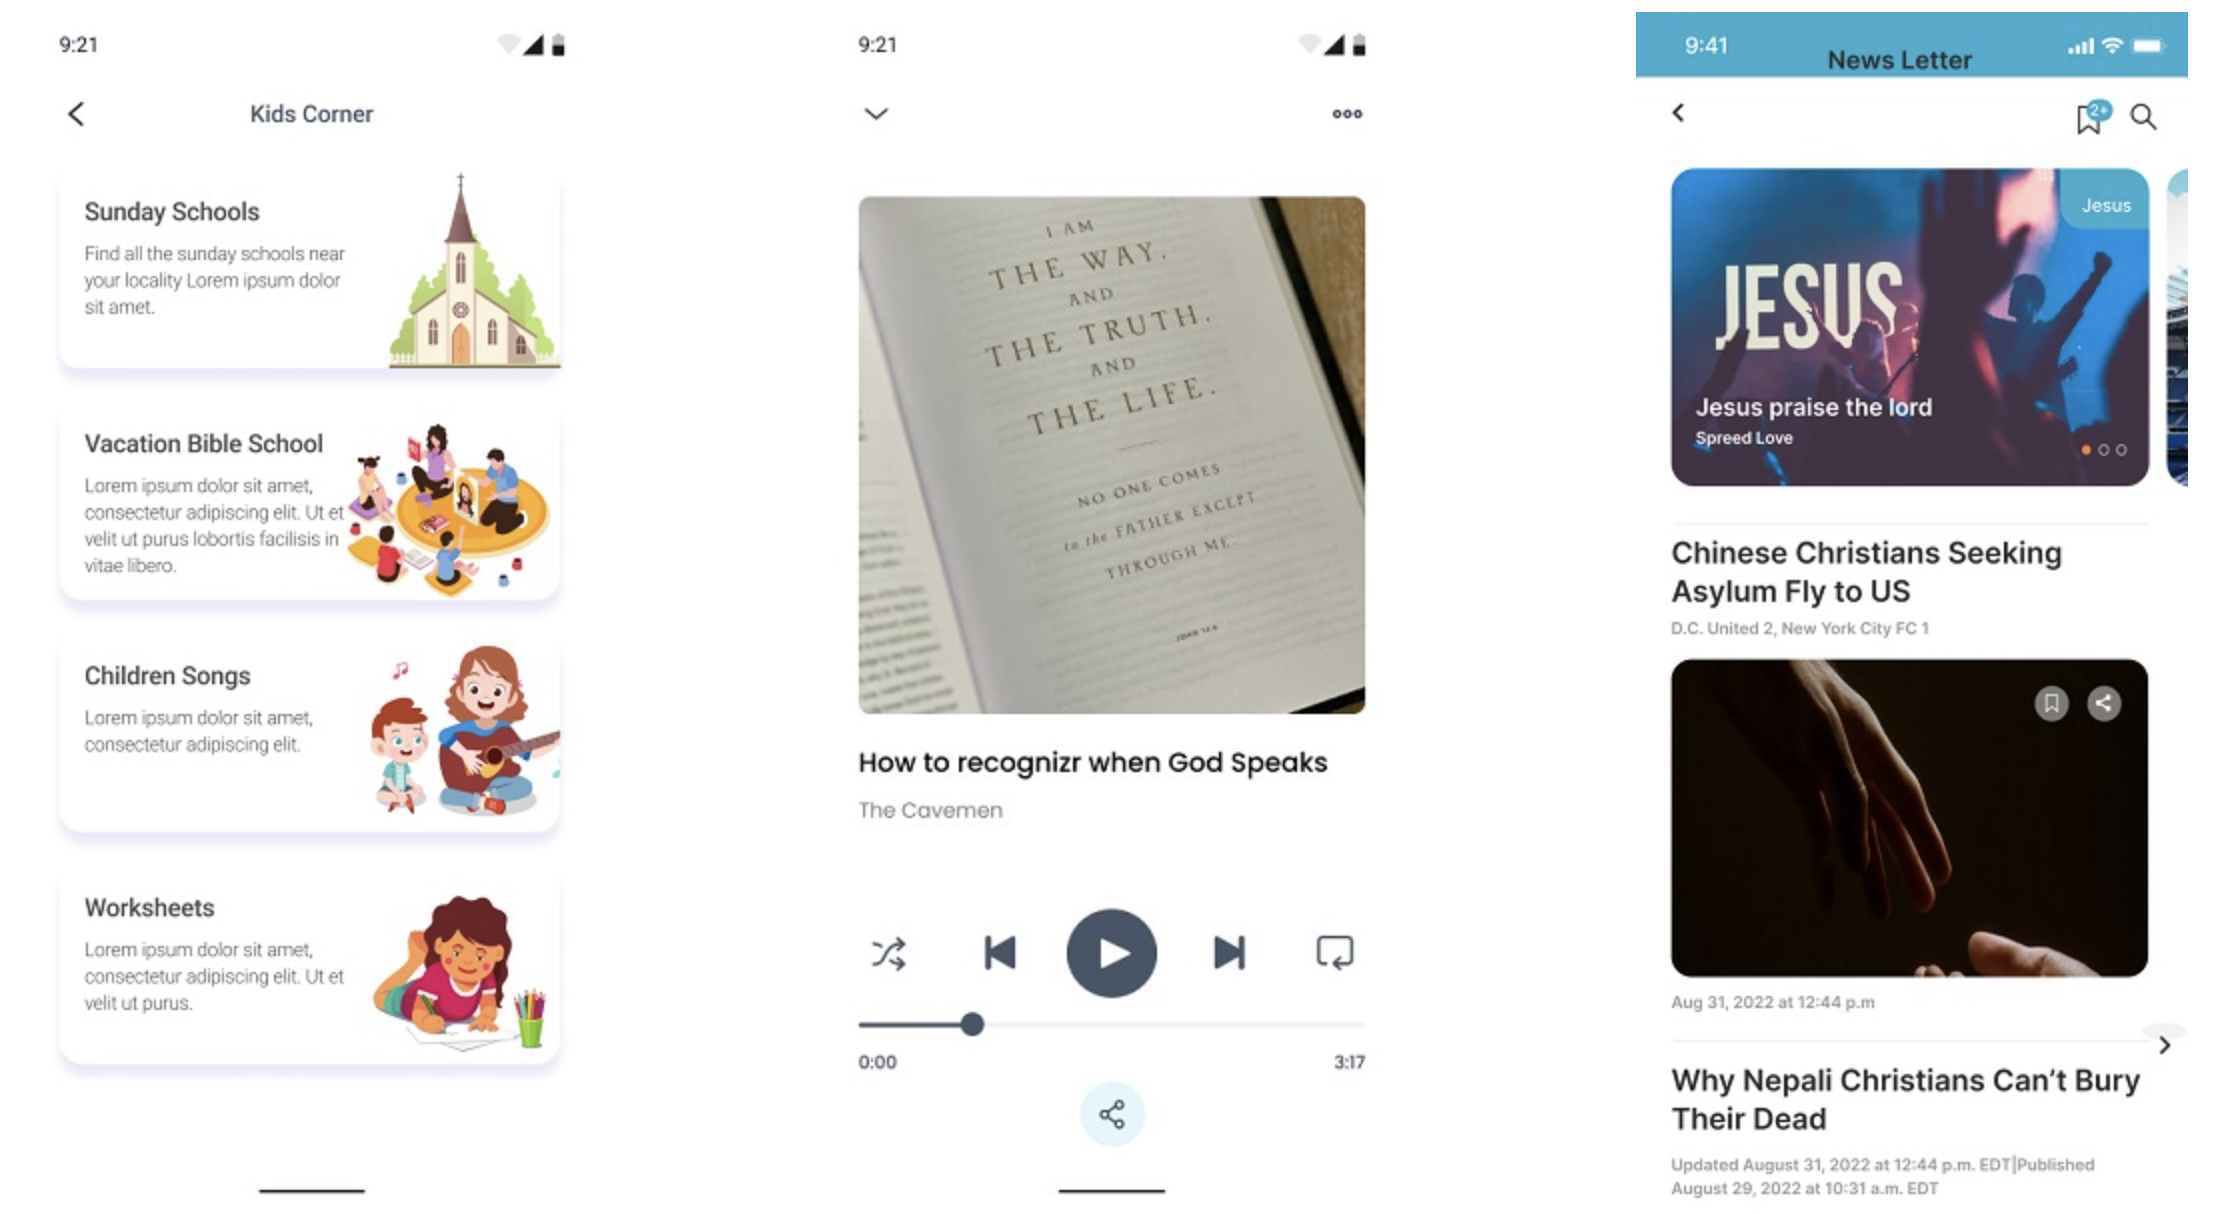 9:21
Kids Corner
Sunday Schools
Find all the sunday schools near
your locality Lorem ipsum dolor
sit amet.
Vacation Bible School
Lorem ipsum dolor sit amet,
consectetur adipiscing elit. Ut et
velit ut purus lobortis facilisis in
vitae libero.
Children Songs
Lorem ipsum dolor sit amet,
consectetur adipiscing elit.
Worksheets
Lorem ipsum dolor sit amet,
consectetur adipiscing elit. Ut et
velit ut purus.
9:21
I AM
THE WAY.
AND
THE TRUTH.
AND
THE LIFE.
NO ONE COMES
to the FATHER EXCEPT
THROUGH ME.
JOHN 14:6
How to recognizr when God Speaks
The Cavemen
0:00
3:17
9:41
News Letter
2+
Jesus
JESUS
Jesus praise the lord
Spreed Love
Chinese Christians Seeking
Asylum Fly to US
D.C. United 2, New York City FC 1
Aug 31, 2022 at 12:44 p.m
Why Nepali Christians Can't Bury
Their Dead
Updated August 31, 2022 at 12:44 p.m. EDT|Published
August 29, 2022 at 10:31 a.m. EDT